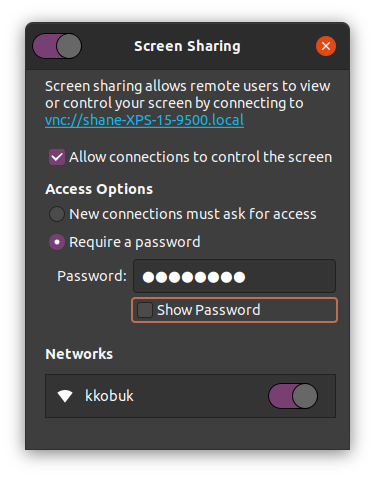 Screen Sharing
Screen sharing allows remote users to view
or control your screen by connecting to
vnc://shane-XPS-15-9500.local
Allow connections to control the screen
Access Options
New connections must ask for access
Require a password
Password: ●●●●●●●●
Show Password
Networks
kkobuk